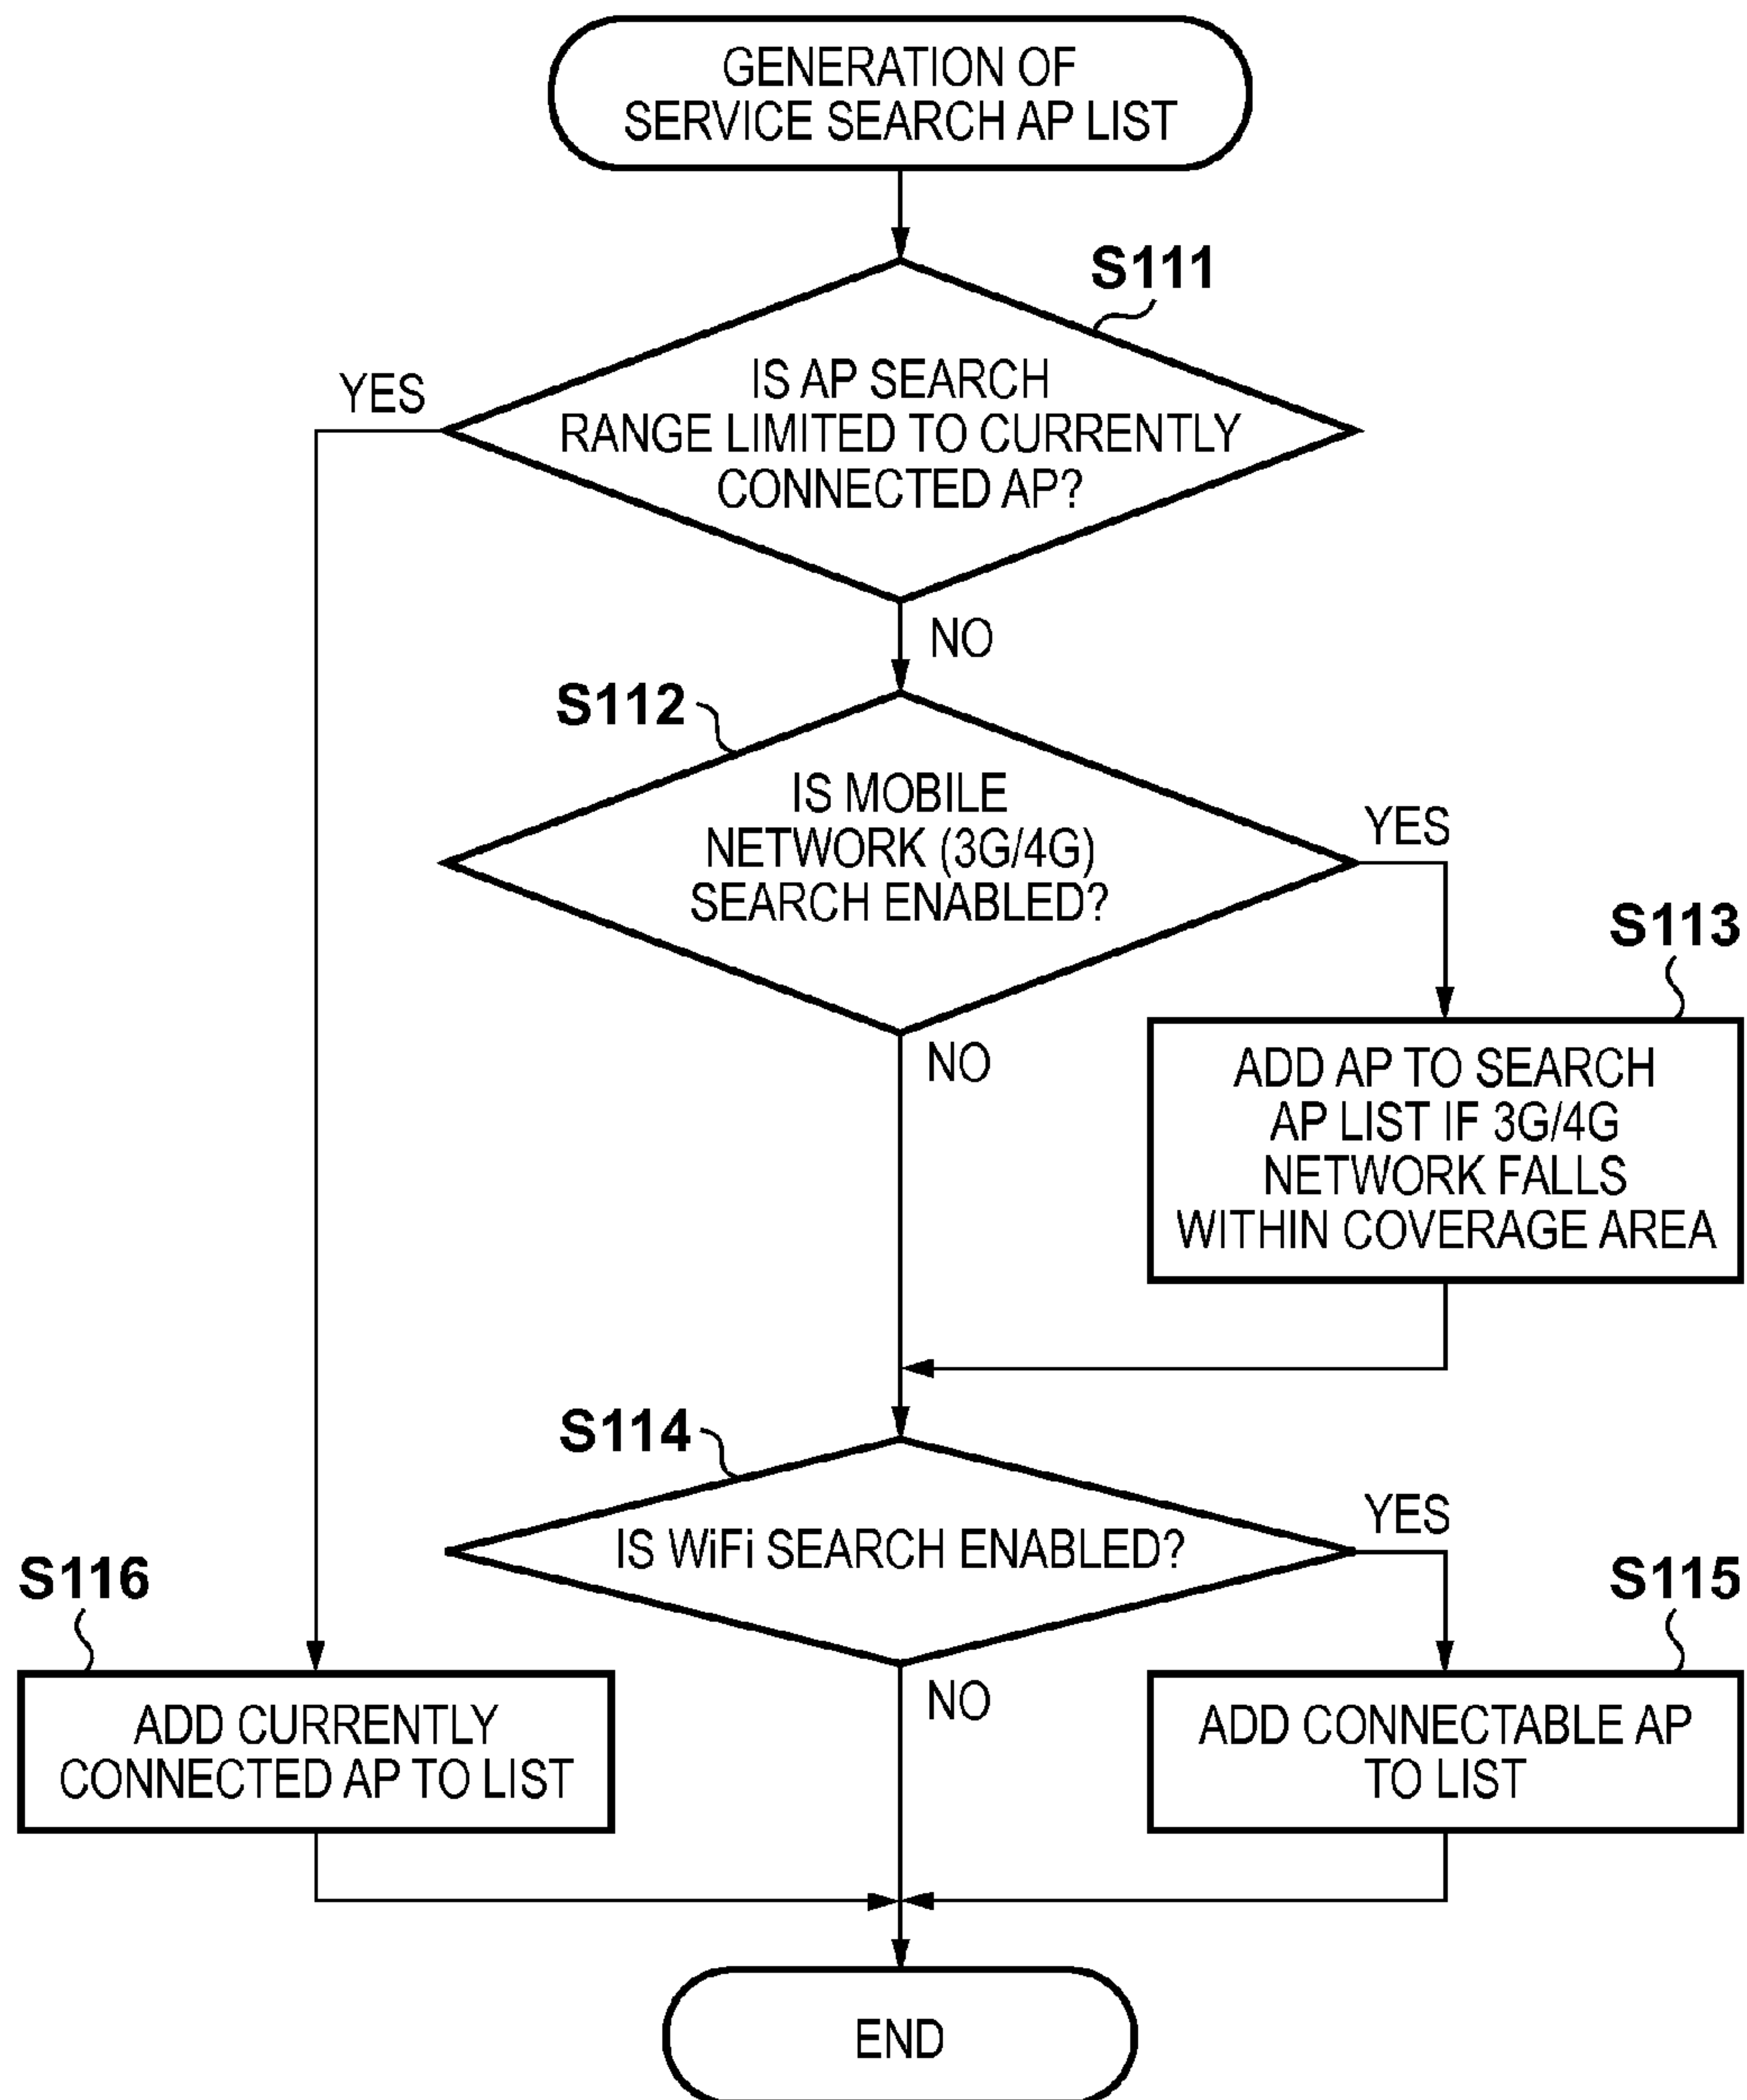 GENERATION OF
SERVICE SEARCH AP LIST
S111
IS AP SEARCH
RANGE LIMITED TO CURRENTLY
CONNECTED AP?
YES
NO
S112
IS MOBILE
NETWORK (3G/4G)
SEARCH ENABLED?
YES
NO
S113
ADD AP TO SEARCH
AP LIST IF 3G/4G
NETWORK FALLS
WITHIN COVERAGE AREA
S114
IS WiFi SEARCH ENABLED?
YES
NO
S116
ADD CURRENTLY
CONNECTED AP TO LIST
S115
ADD CONNECTABLE AP
TO LIST
END